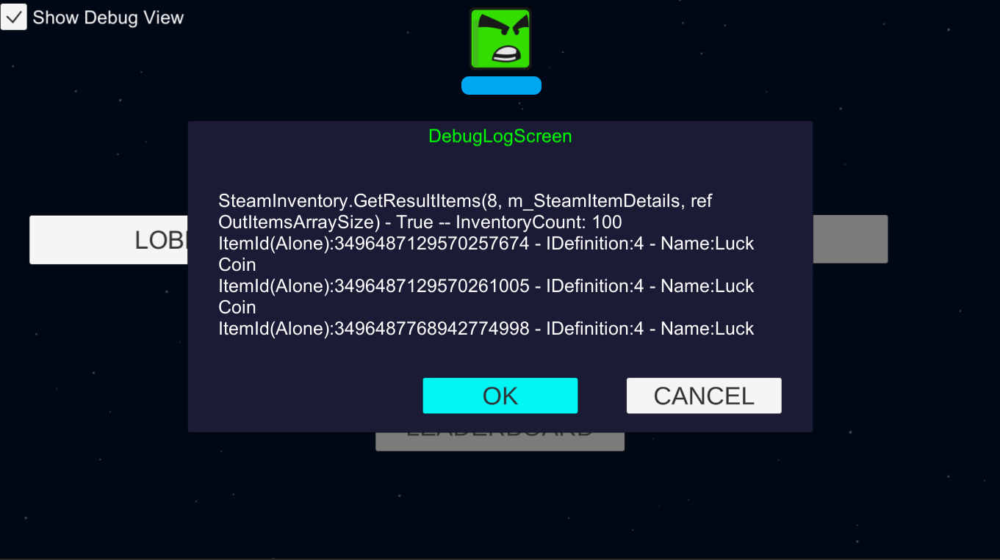 Show Debug View
DebugLogScreen
SteamInventory.GetResultItems(8, m_SteamItemDetails, ref
OutItemsArraySize) - True -- InventoryCount: 100
ItemId(Alone):3496487129570257674 - IDefinition:4 - Name:Luck
Coin
ItemId(Alone):3496487129570261005 - IDefinition:4 - Name:Luck
Coin
ItemId(Alone):3496487768942774998 - IDefinition:4 - Name:Luck
OK
CANCEL
LEADERBOARD